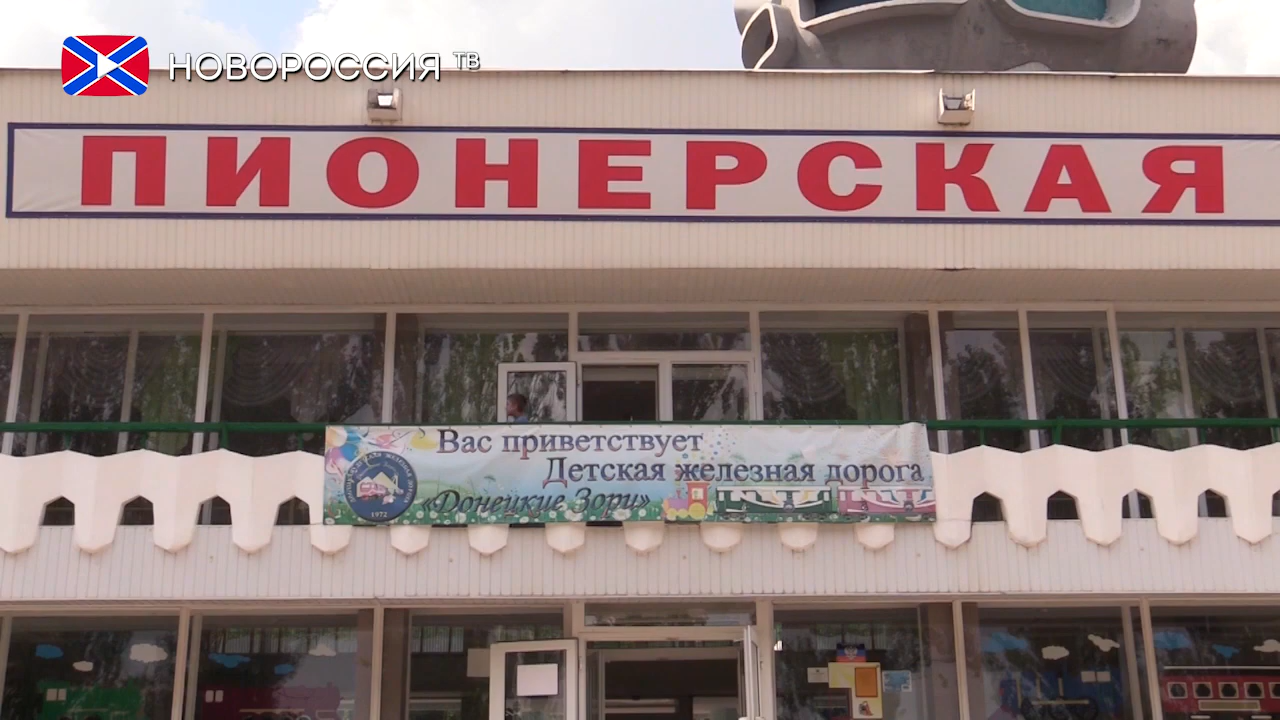 НОВОРОССИЯ ТВ
ПИОНЕРСКАЯ
Вас приветствует
Детская железная дорога
«Донецкие Зори»
1972